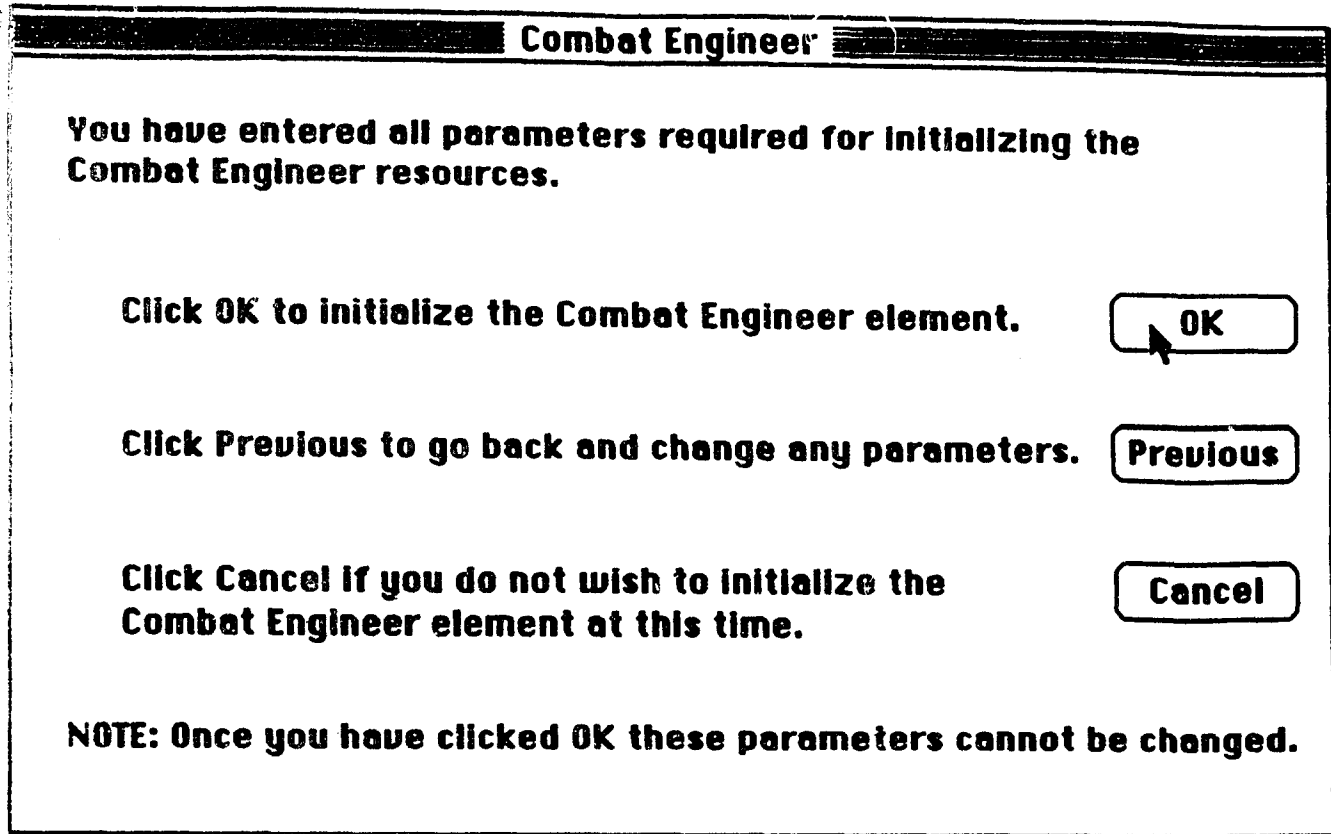 Combat Engineer
You have entered all parameters required for initializing the
Combat Engineer resources.
Click OK to initialize the Combat Engineer element.
OK
Click Previous to go back and change any parameters.
Previous
Click Cancel if you do not wish to initialize the
Combat Engineer element at this time.
Cancel
NOTE: Once you have clicked OK these parameters cannot be changed.